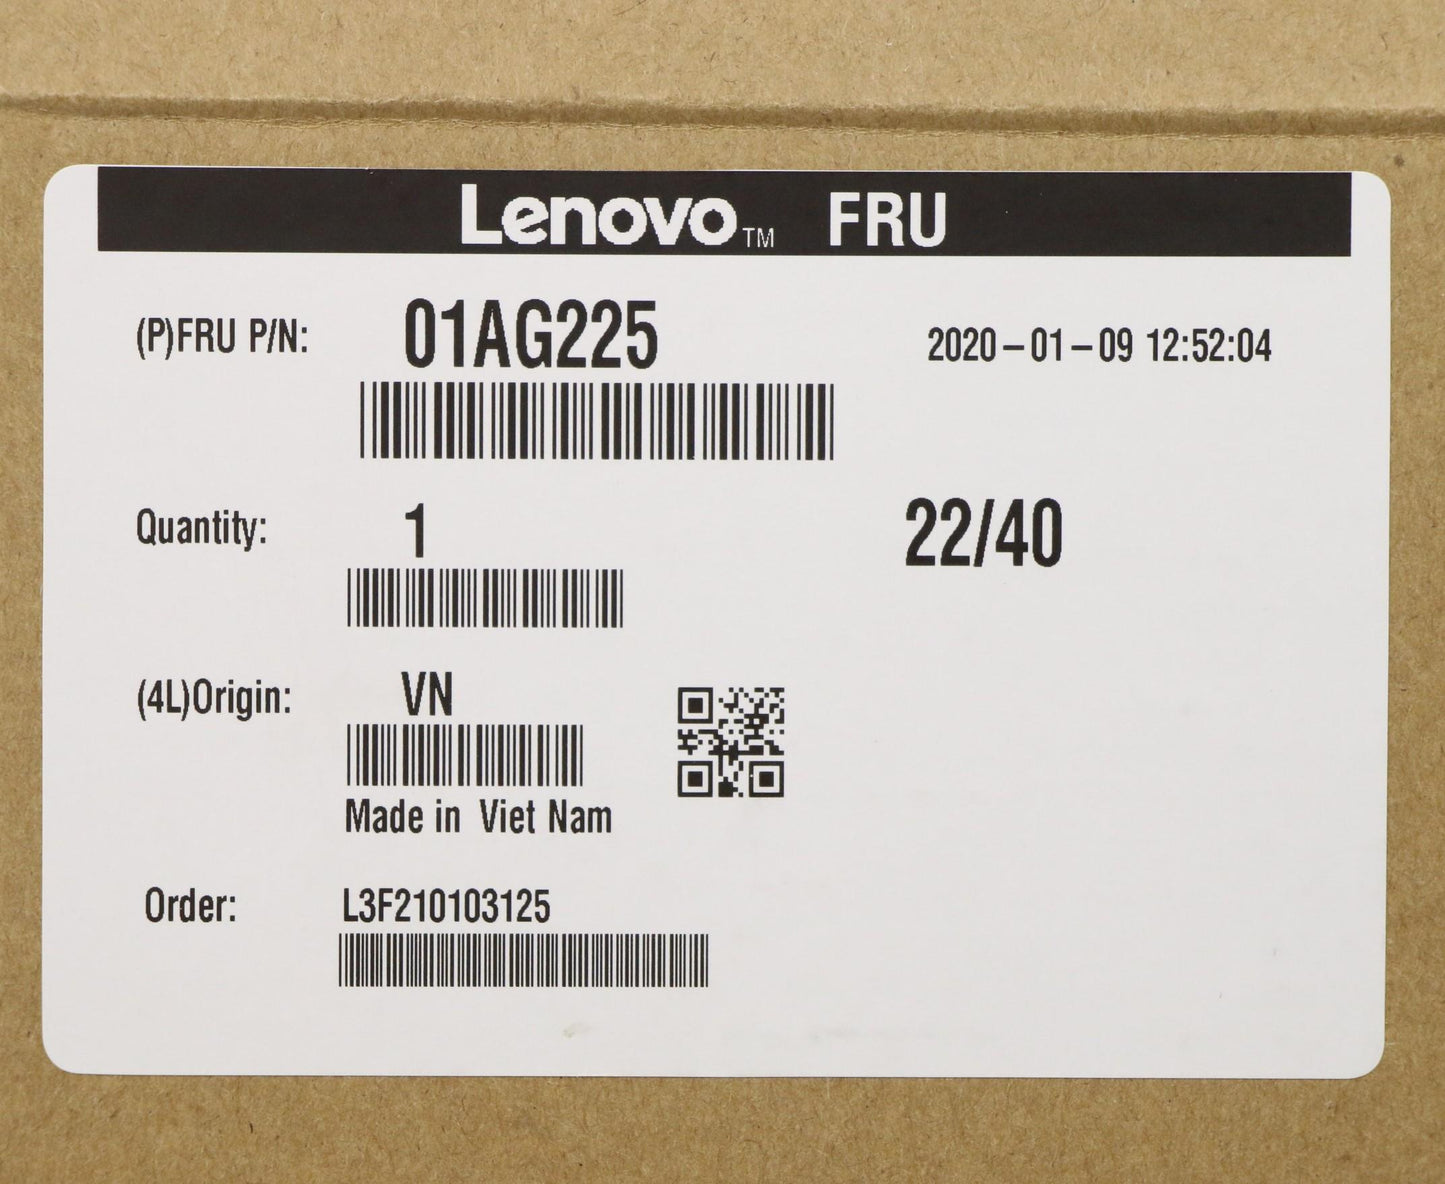 Lenovo™ FRU
(P)FRU P/N: 01AG225
2020-01-09 12:52:04
Quantity: 1
22/40
(4L)Origin: VN
Made in Viet Nam
Order: L3F210103125